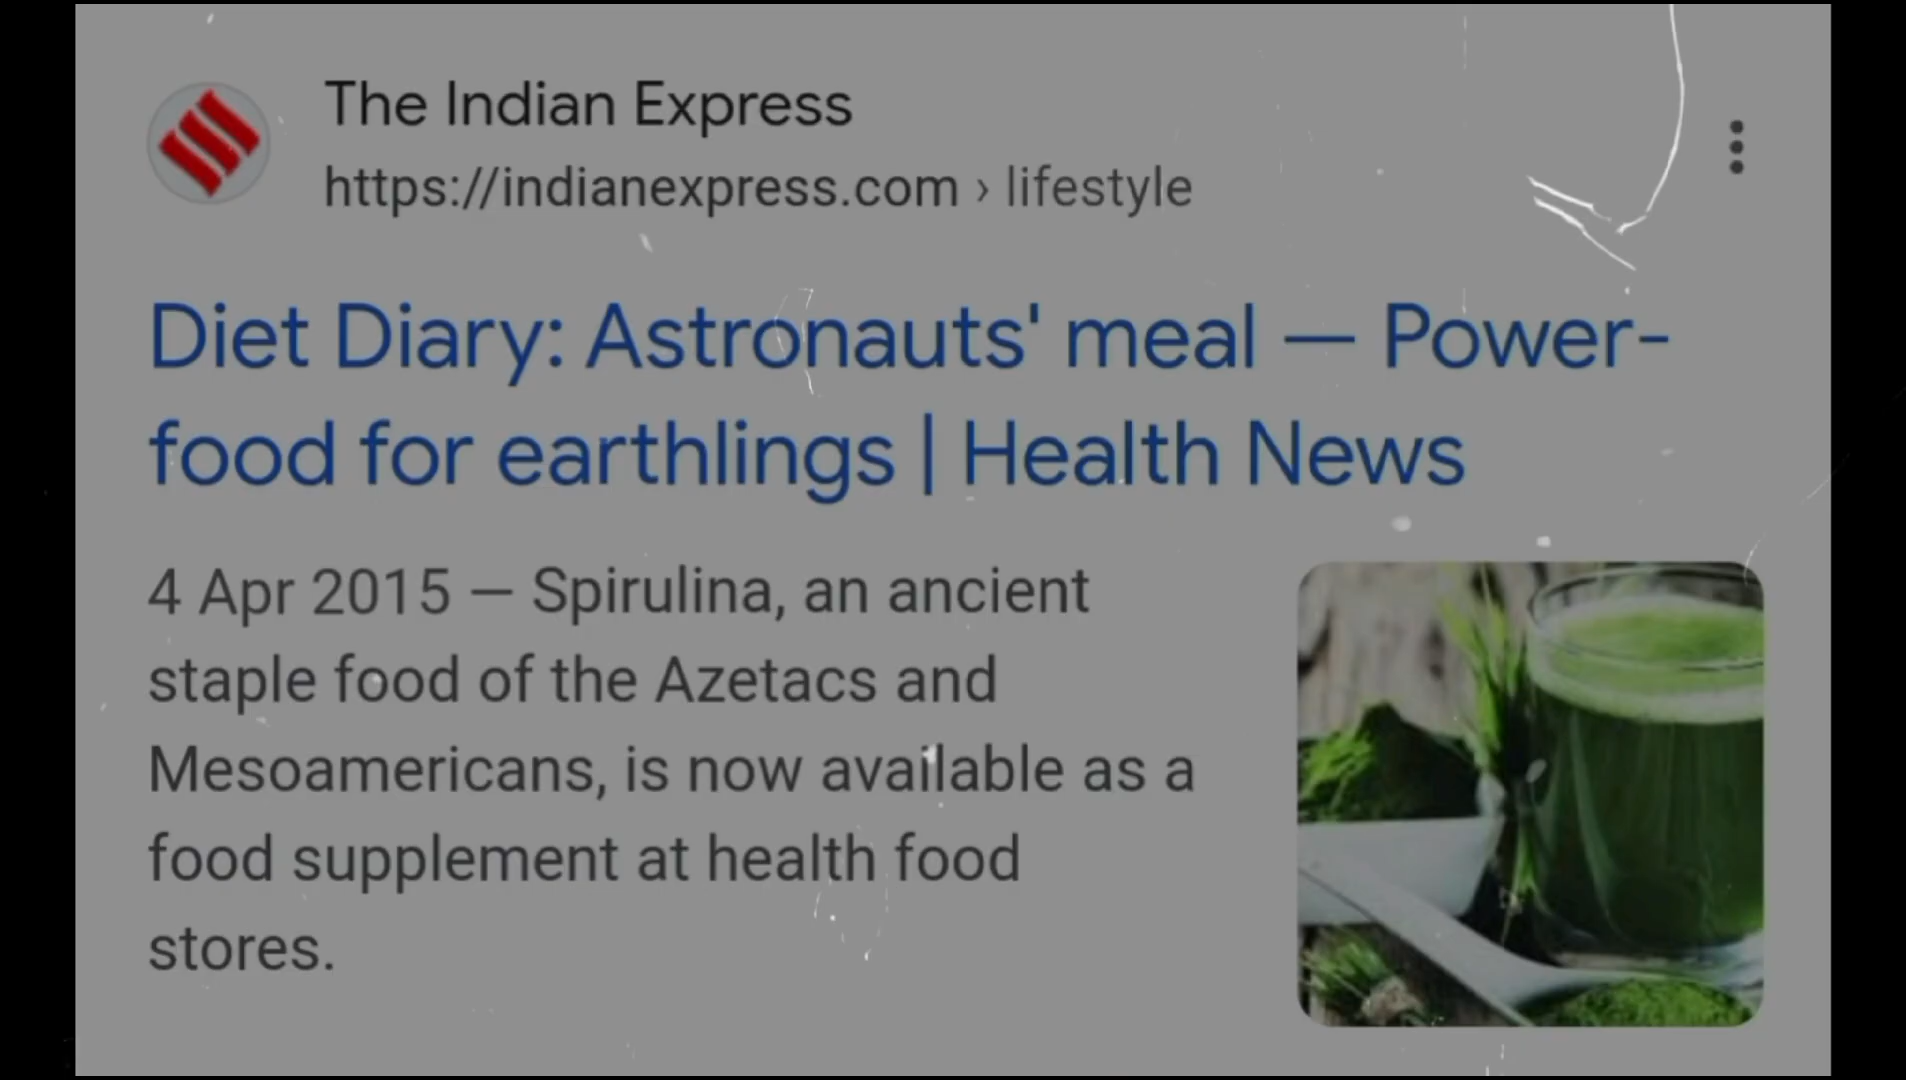 The Indian Express
https://indianexpress.com › lifestyle
Diet Diary: Astronauts' meal — Power-
food for earthlings | Health News
4 Apr 2015 — Spirulina, an ancient
staple food of the Azetacs and
Mesoamericans, is now available as a
food supplement at health food
stores.